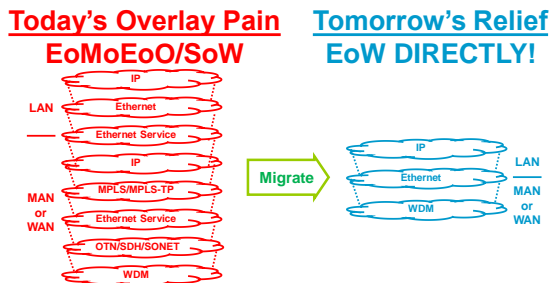 Today's Overlay Pain
EoMoEoO/SoW
IP
Ethernet
Ethernet Service
IP
MPLS/MPLS-TP
Ethernet Service
OTN/SDH/SONET
WDM
LAN
MAN
or
WAN
Migrate
Tomorrow's Relief
EoW DIRECTLY!
IP
Ethernet
WDM
LAN
MAN
or
WAN